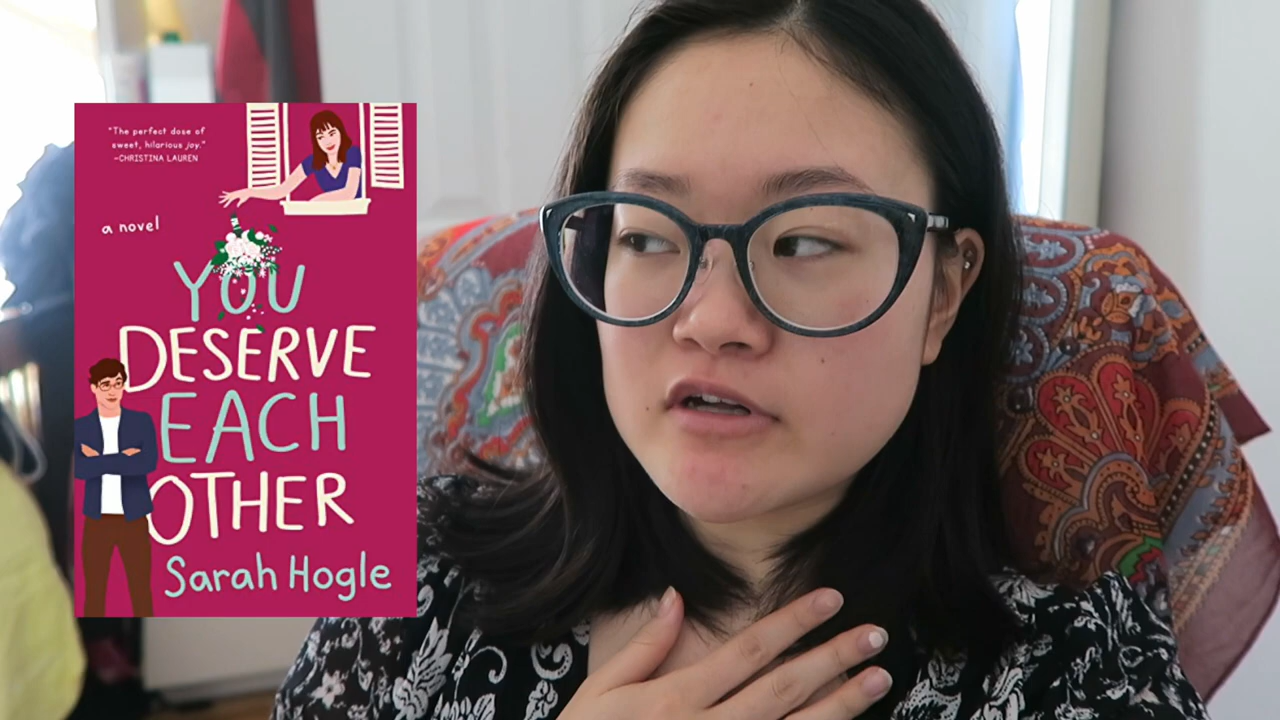 "The perfect dose of
sweet, hilarious joy."
—CHRISTINA LAUREN
a novel
YOU
DESERVE
EACH
OTHER
Sarah Hogle